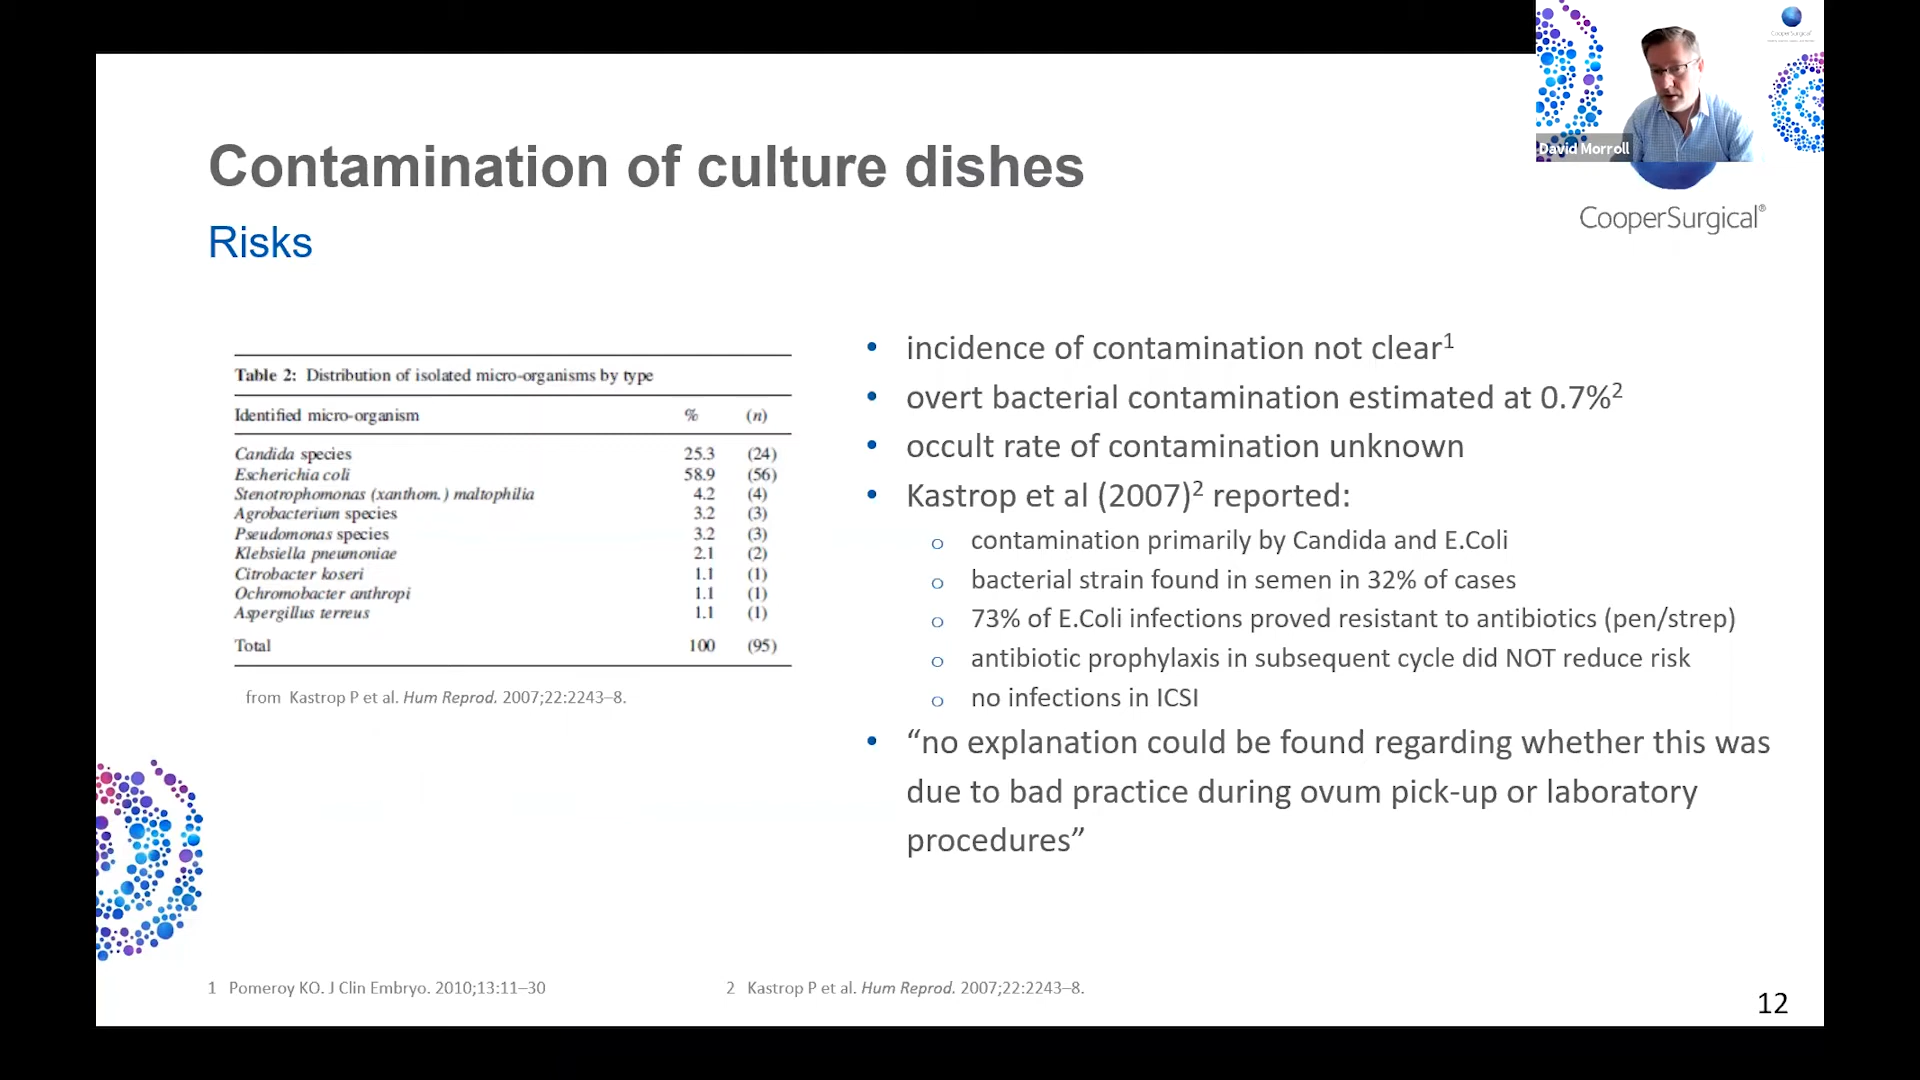 CooperSurgical
David Morroll
CooperSurgical®
Contamination of culture dishes
Risks
Table 2: Distribution of isolated micro-organisms by type
Identified micro-organism % (n)
Candida species 25.3 (24)
Escherichia coli 58.9 (56)
Stenotrophomonas (xanthom.) maltophilia 4.2 (4)
Agrobacterium species 3.2 (3)
Pseudomonas species 3.2 (3)
Klebsiella pneumoniae 2.1 (2)
Citrobacter koseri 1.1 (1)
Ochromobacter anthropi 1.1 (1)
Aspergillus terreus 1.1 (1)
Total 100 (95)
from Kastrop P et al. Hum Reprod. 2007;22:2243–8.
• incidence of contamination not clear¹
• overt bacterial contamination estimated at 0.7%²
• occult rate of contamination unknown
• Kastrop et al (2007)² reported:
o contamination primarily by Candida and E.Coli
o bacterial strain found in semen in 32% of cases
o 73% of E.Coli infections proved resistant to antibiotics (pen/strep)
o antibiotic prophylaxis in subsequent cycle did NOT reduce risk
o no infections in ICSI
• “no explanation could be found regarding whether this was
due to bad practice during ovum pick-up or laboratory
procedures”
1 Pomeroy KO. J Clin Embryo. 2010;13:11–30
2 Kastrop P et al. Hum Reprod. 2007;22:2243–8.
12